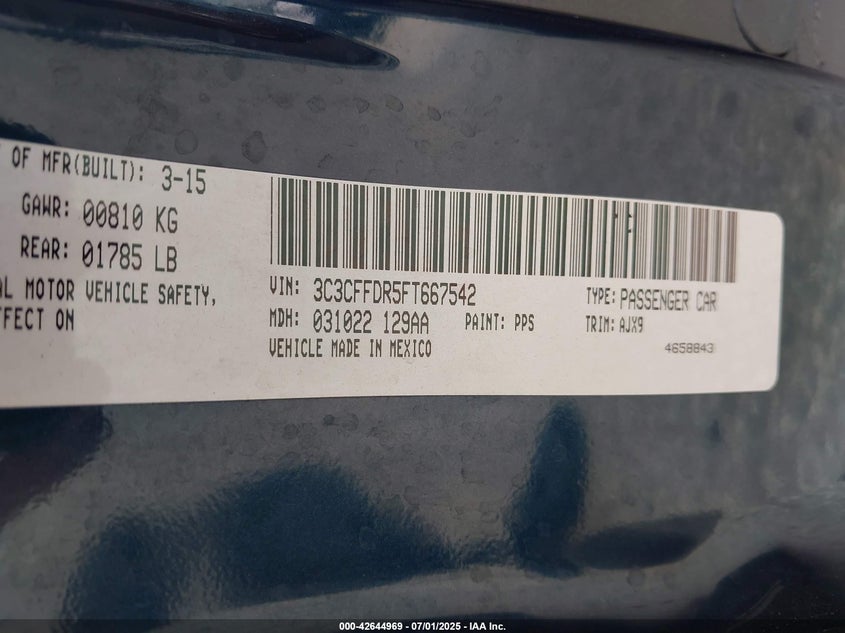 OF MFR(BUILT): 3-15
GAWR: 00810 KG
REAR: 01785 LB
MOTOR VEHICLE SAFETY,
ON
VIN: 3C3CFFDR5FT667542
MDH: 031022 129AA PAINT: PPS
VEHICLE MADE IN MEXICO
TYPE: PASSENGER CAR
TRIM: AJX9
4658843
000-42644969 • 07/01/2025 - IAA Inc.